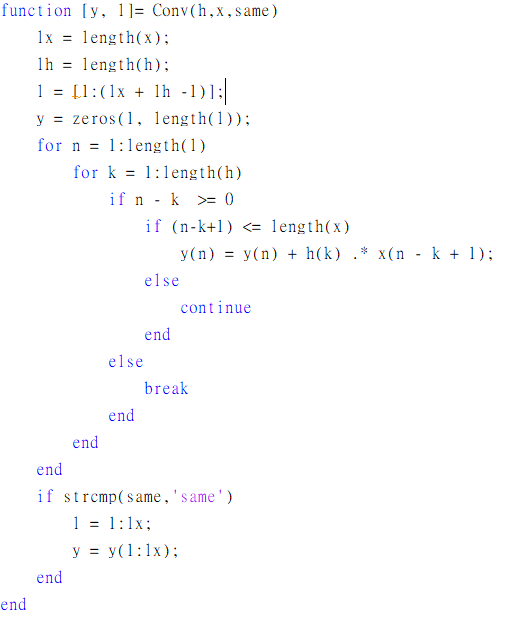 function [y, l]= Conv(h,x,same)
    lx = length(x);
    lh = length(h);
    l = [1:(lx + lh -1)];
    y = zeros(1, length(l));
    for n = 1:length(l)
        for k = 1:length(h)
            if n - k  >= 0
                if (n-k+1) <= length(x)
                    y(n) = y(n) + h(k) .* x(n - k + 1);
                else
                    continue
                end
            else
                break
            end
        end
    end
    if strcmp(same,'same')
        l = 1:lx;
        y = y(1:lx);
    end
end